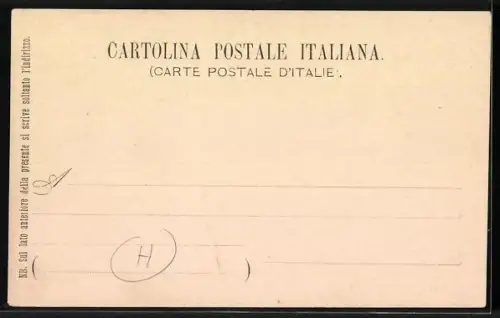 CARTOLINA POSTALE ITALIANA.
(CARTE POSTALE D'ITALIE).
NB. Sul lato anteriore della presente si scrive soltanto l'indirizzo.
( H )